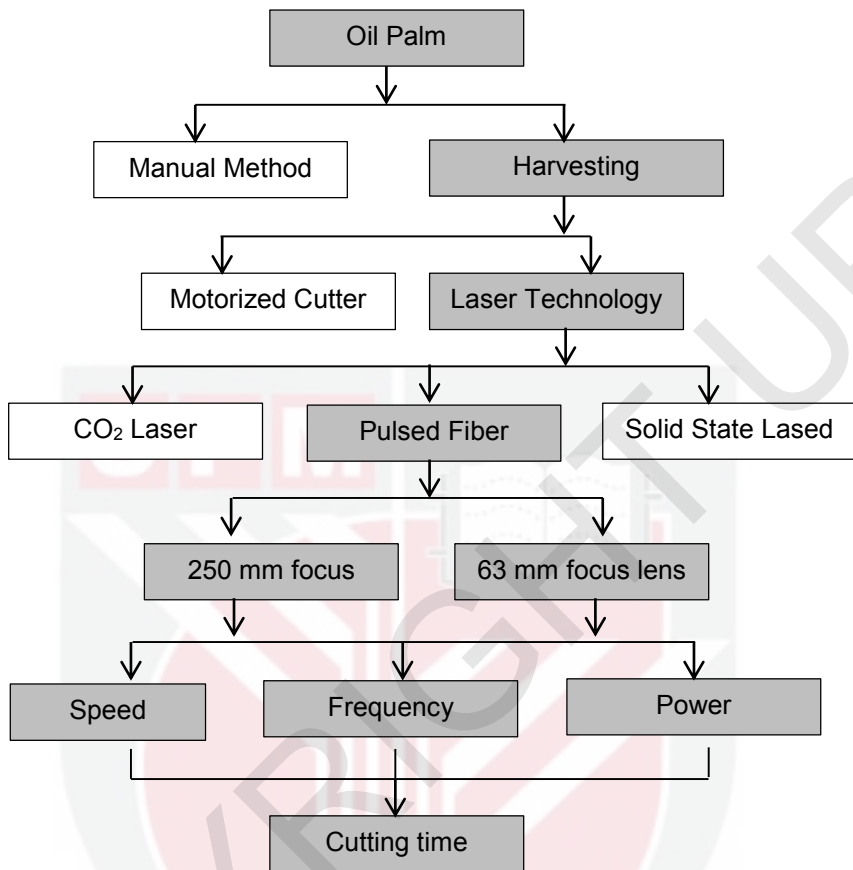 Oil Palm
Manual Method
Harvesting
Motorized Cutter
Laser Technology
CO₂ Laser
Pulsed Fiber
Solid State Lased
250 mm focus
63 mm focus lens
Speed
Frequency
Power
Cutting time